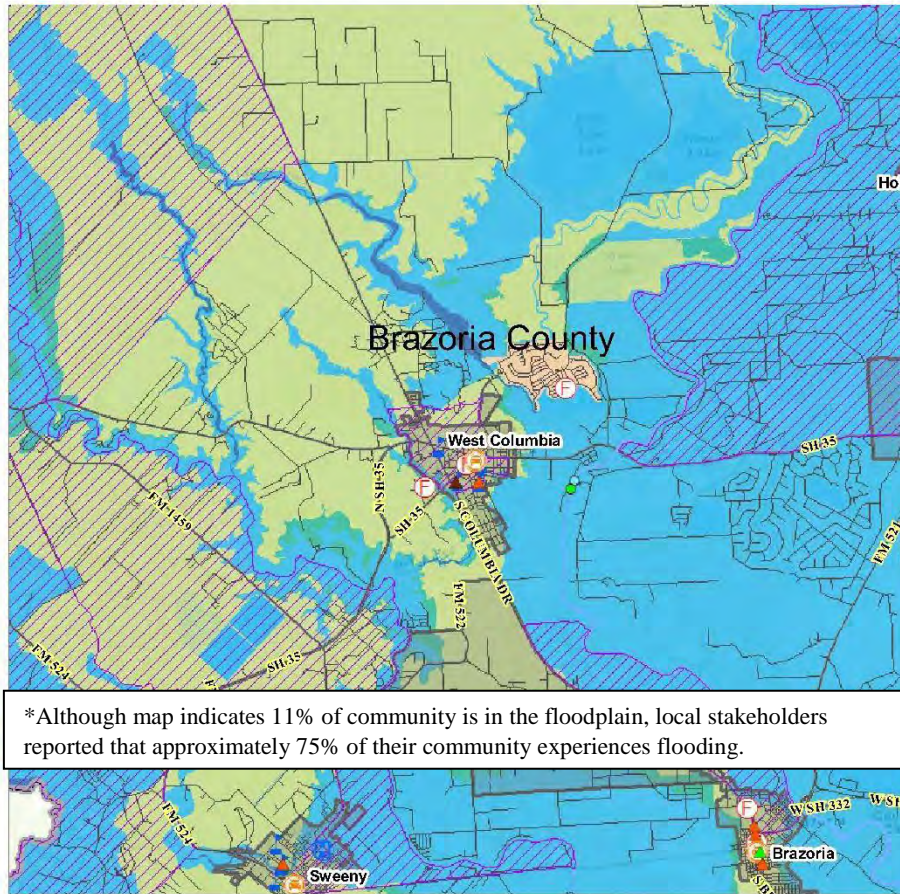 Ho
Brazoria County
F
West Columbia
F
SH-35
N SH-35
SH-35
S COLUMBIA DR
FM-1459
FM-521
FM-522
FM-524
SH-35
*Although map indicates 11% of community is in the floodplain, local stakeholders
reported that approximately 75% of their community experiences flooding.
FM-524
F
W SH-332
W SH
Brazoria
Sweeny
S B